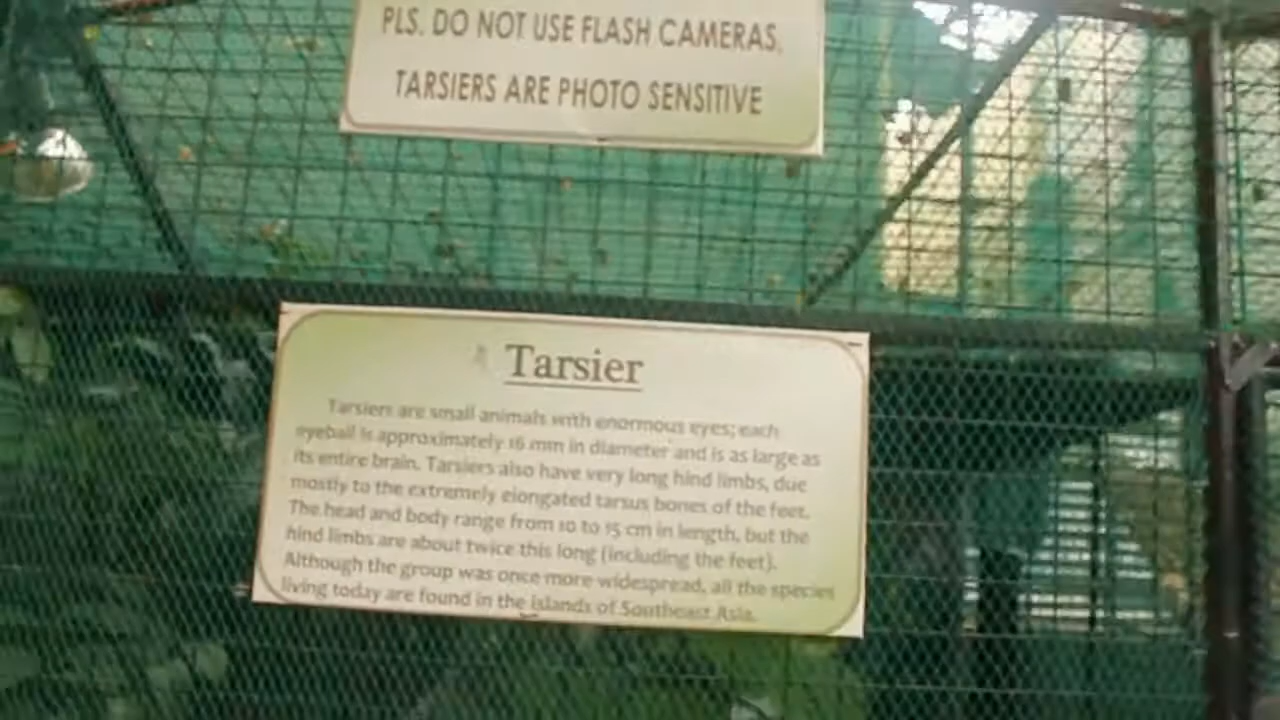 PLS. DO NOT USE FLASH CAMERAS.
TARSIERS ARE PHOTO SENSITIVE
Tarsier
Tarsiers are small animals with enormous eyes; each
eyeball is approximately 16 mm in diameter and is as large as
its entire brain. Tarsiers also have very long hind limbs, due
mostly to the extremely elongated tarsus bones of the feet.
The head and body range from 10 to 15 cm in length, but the
hind limbs are about twice this long (including the feet).
Although the group was once more widespread, all the species
living today are found in the islands of Southeast Asia.